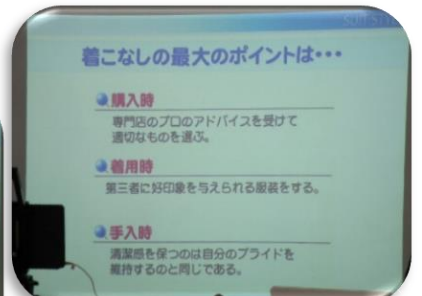 着こなしの最大のポイントは・・・
購入時
専門店のプロのアドバイスを受けて
適切なものを選ぶ。
着用時
第三者に好印象を与えられる服装をする。
手入時
清潔感を保つのは自分のプライドを
維持するのと同じである。